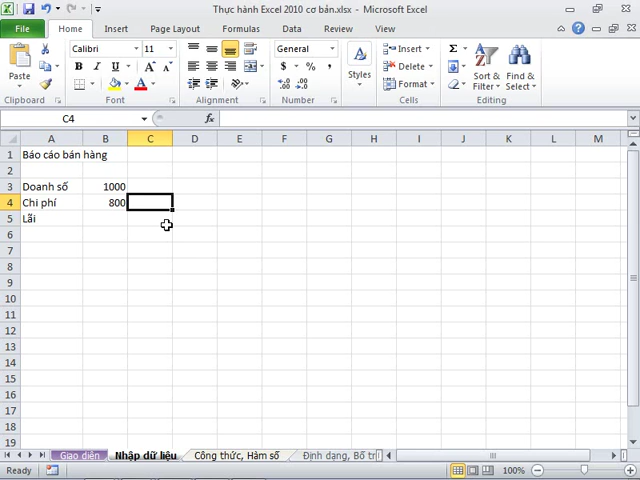 Thực hành Excel 2010 cơ bản.xlsx - Microsoft Excel
File Home Insert Page Layout Formulas Data Review View
Calibri 11 General Insert Σ
Paste B I U A A $ % , Styles Delete Sort & Filter Find & Select
A Format
Clipboard Font Alignment Number Cells Editing
C4 fx
A B C D E F G H I J K L M
1 Báo cáo bán hàng
2
3 Doanh số 1000
4 Chi phí 800
5 Lãi
6
7
8
9
10
11
12
13
14
15
16
17
18
19
Giao diện Nhập dữ liệu Công thức, Hàm số Định dạng, Bố trí
Ready 100%